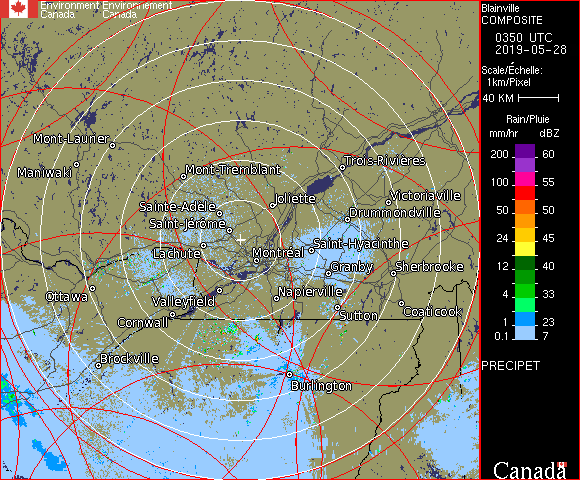 Environment Environnement
Canada Canada
Blainville
COMPOSITE
0350 UTC
2019-05-28
Scale/Échelle:
1km/Pixel
40 KM
Rain/Pluie
mm/hr dBZ
200 60
100 55
50 50
24 45
12 40
4 33
1 23
0.1 7
PRECIPET
Canada
Mont-Laurier
Maniwaki
Mont-Tremblant
Trois-Rivières
Sainte-Adele
Joliette
Victoriaville
Saint-Jérôme
Drummondville
Lachute
Montréal
Saint-Hyacinthe
Granby
Sherbrooke
Ottawa
Valleyfield
Napierville
Cornwall
Sutton
Coaticook
Brockville
Burlington